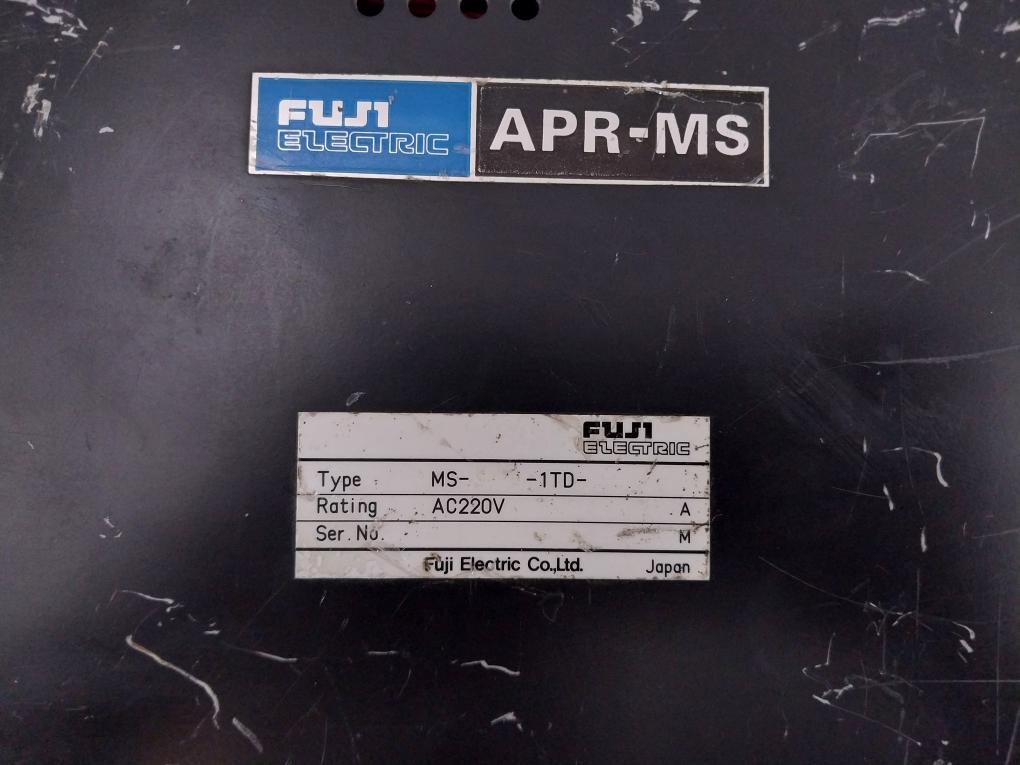 FUJI
ELECTRIC
APR-MS
FUJI
ELECTRIC
Type MS- -1TD-
Rating AC220V A
Ser.No. M
Fuji Electric Co.,Ltd. Japan